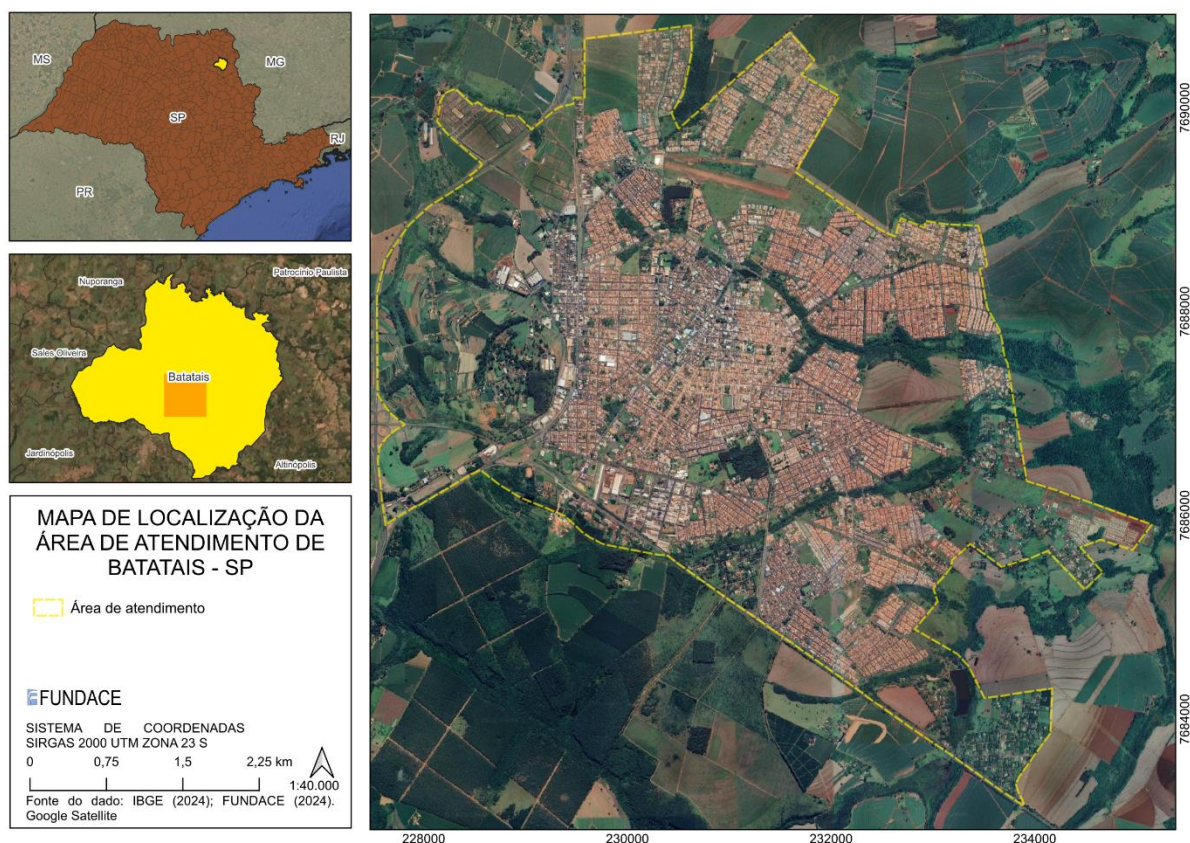 MS
MG
SP
RJ
PR
Nuporanga
Patrocínio Paulista
Sales Oliveira
Batatais
Jardinópolis
Altinópolis
MAPA DE LOCALIZAÇÃO DA
ÁREA DE ATENDIMENTO DE
BATATAIS - SP
Área de atendimento
FUNDACE
SISTEMA DE COORDENADAS
SIRGAS 2000 UTM ZONA 23 S
0 0,75 1,5 2,25 km
1:40.000
Fonte do dado: IBGE (2024); FUNDACE (2024).
Google Satellite
7690000
7688000
7686000
7684000
228000 230000 232000 234000